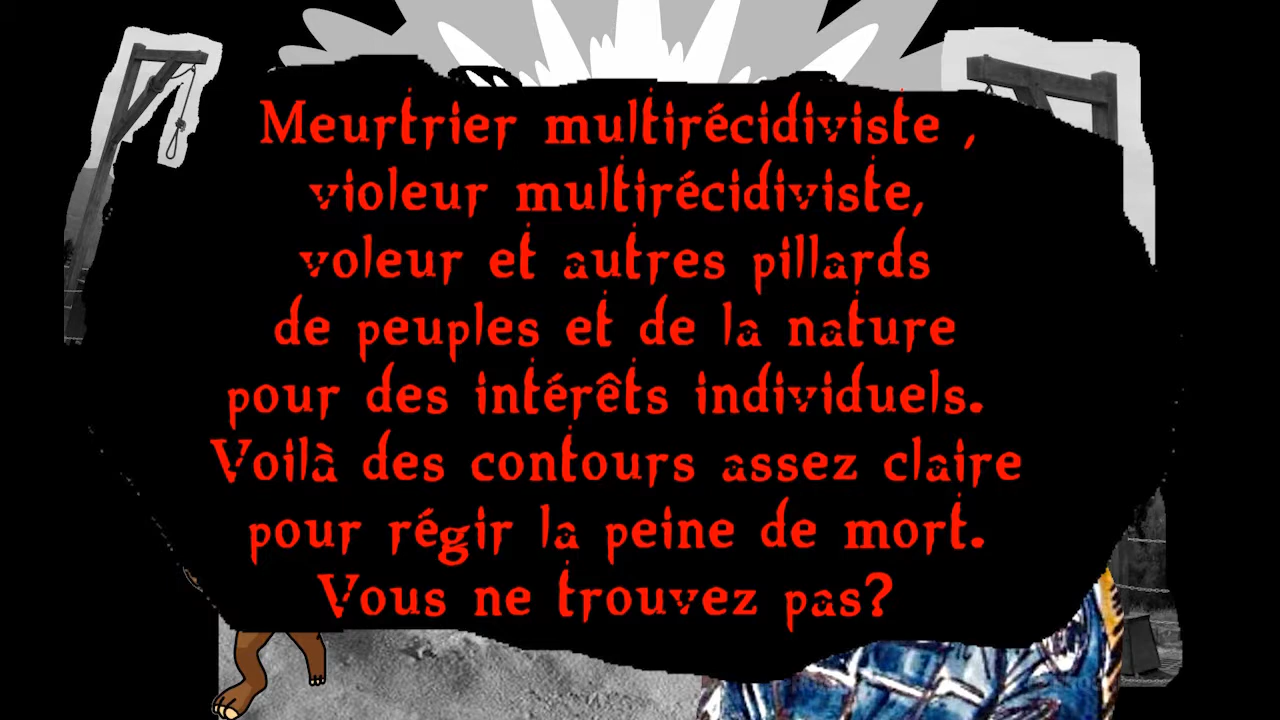 Meurtrier multirécidiviste ,
violeur multirécidiviste,
voleur et autres pillards
de peuples et de la nature
pour des intérêts individuels.
Voilà des contours assez claire
pour régir la peine de mort.
Vous ne trouvez pas?